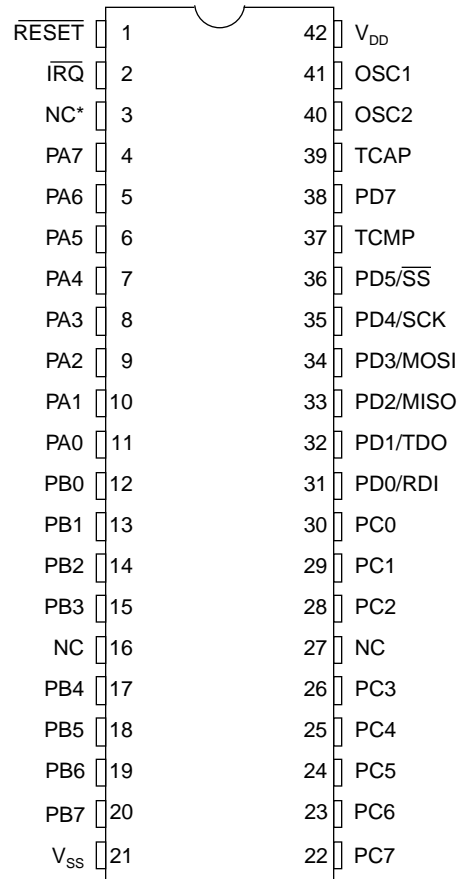 RESET 1 42 VDD
IRQ 2 41 OSC1
NC* 3 40 OSC2
PA7 4 39 TCAP
PA6 5 38 PD7
PA5 6 37 TCMP
PA4 7 36 PD5/SS
PA3 8 35 PD4/SCK
PA2 9 34 PD3/MOSI
PA1 10 33 PD2/MISO
PA0 11 32 PD1/TDO
PB0 12 31 PD0/RDI
PB1 13 30 PC0
PB2 14 29 PC1
PB3 15 28 PC2
NC 16 27 NC
PB4 17 26 PC3
PB5 18 25 PC4
PB6 19 24 PC5
PB7 20 23 PC6
VSS 21 22 PC7